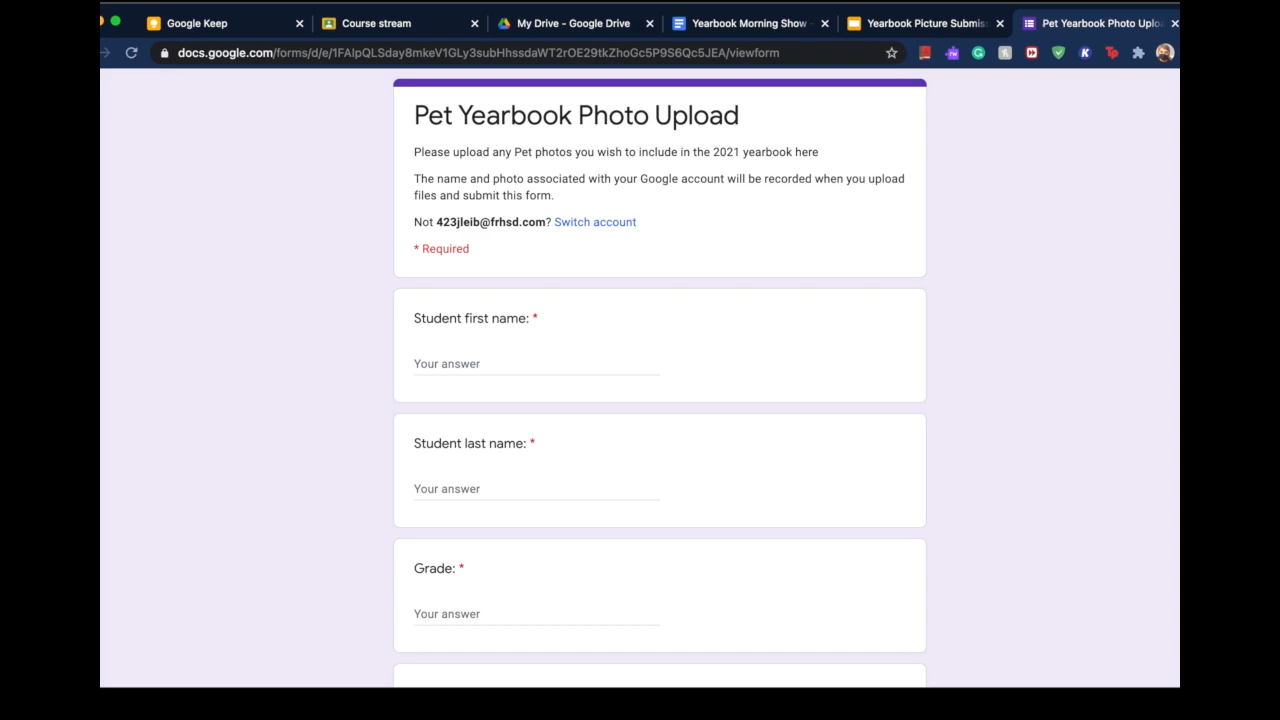 Google Keep
Course stream
My Drive - Google Drive
Yearbook Morning Show
Yearbook Picture Submis
Pet Yearbook Photo Uploa
docs.google.com/forms/d/e/1FAIpQLSday8mkeV1GLy3subHhssdaWT2rOE29tkZhoGc5P9S6Qc5JEA/viewform
Pet Yearbook Photo Upload
Please upload any Pet photos you wish to include in the 2021 yearbook here
The name and photo associated with your Google account will be recorded when you upload
files and submit this form.
Not 423jleib@frhsd.com? Switch account
* Required
Student first name: *
Your answer
Student last name: *
Your answer
Grade: *
Your answer